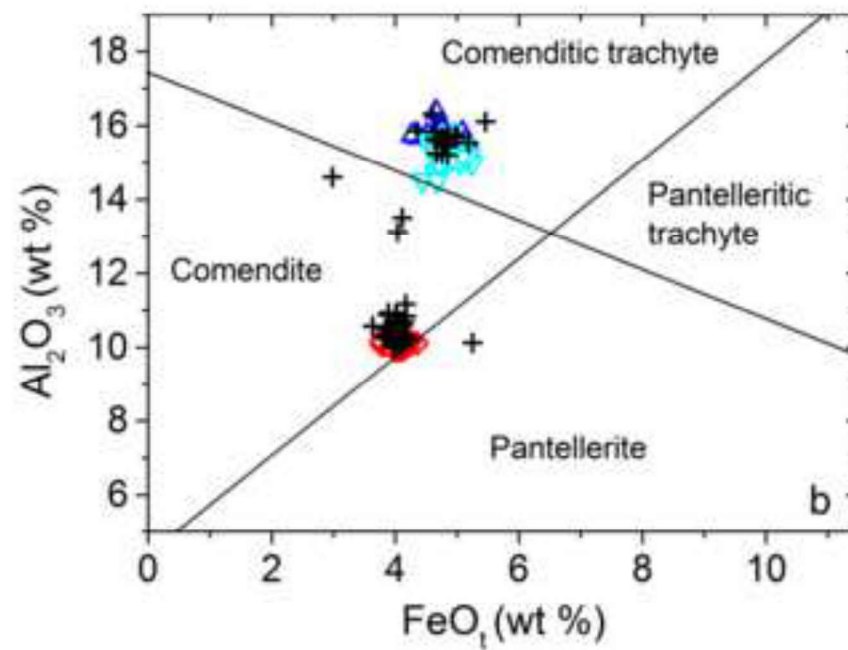 18
16
14
12
10
8
6
0
2
4
6
8
10
Al₂O₃ (wt %)
FeOₜ (wt %)
Comenditic trachyte
Pantelleritic
trachyte
Comendite
Pantellerite
b